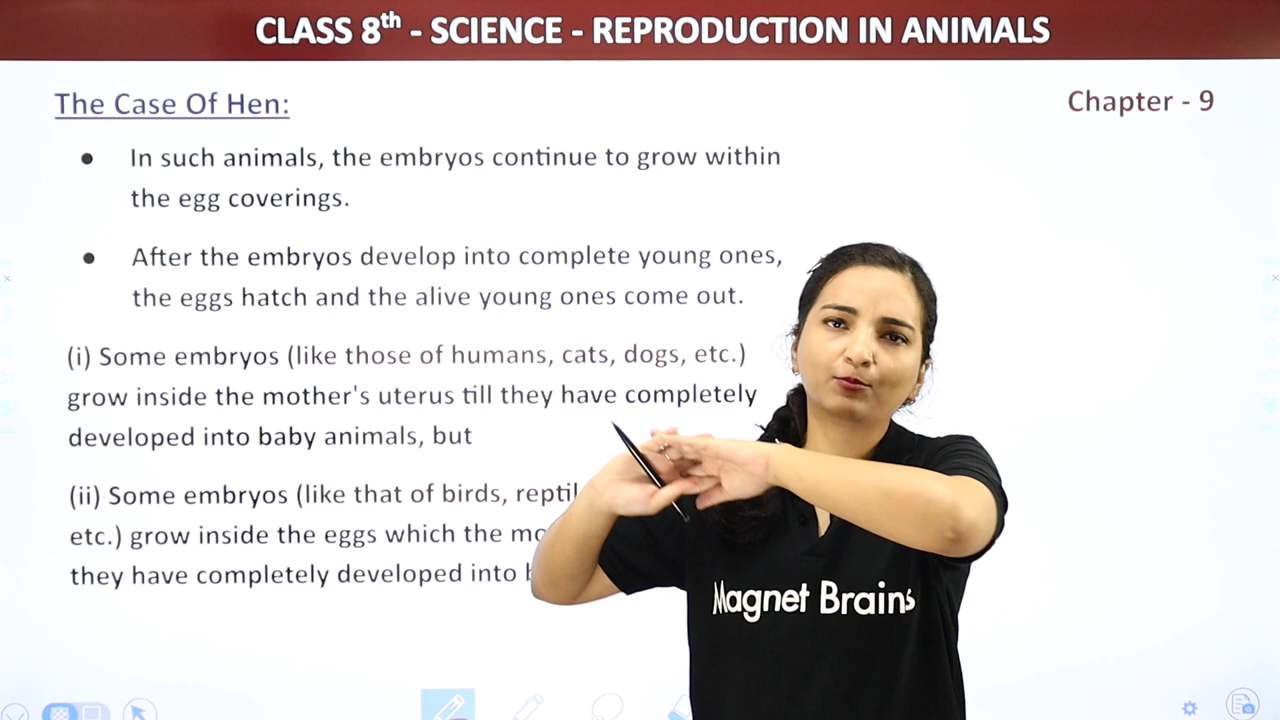 CLASS 8th - SCIENCE - REPRODUCTION IN ANIMALS
The Case Of Hen:
Chapter - 9
● In such animals, the embryos continue to grow within
the egg coverings.
● After the embryos develop into complete young ones,
the eggs hatch and the alive young ones come out.
(i) Some embryos (like those of humans, cats, dogs, etc.)
grow inside the mother's uterus till they have completely
developed into baby animals, but
(ii) Some embryos (like that of birds,
etc.) grow inside the eggs which the
they have completely developed into
Magnet Brains